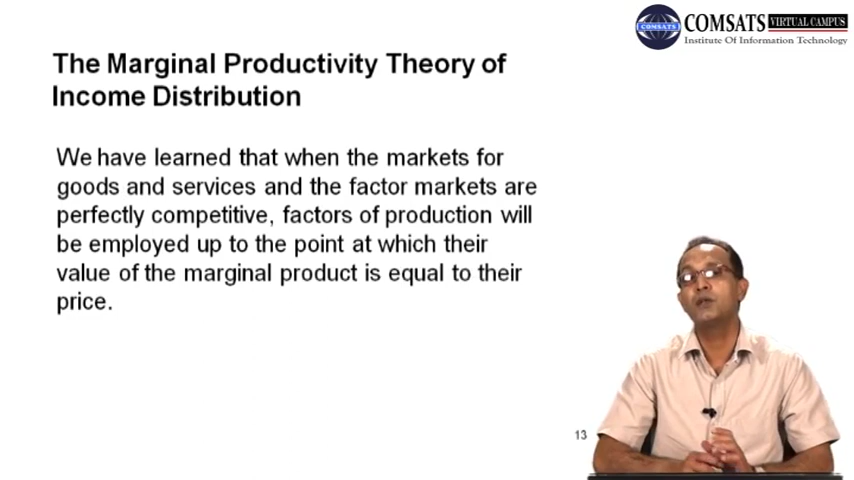 COMSATS VIRTUAL CAMPUS
Institute Of Information Technology
The Marginal Productivity Theory of
Income Distribution
We have learned that when the markets for
goods and services and the factor markets are
perfectly competitive, factors of production will
be employed up to the point at which their
value of the marginal product is equal to their
price.
13